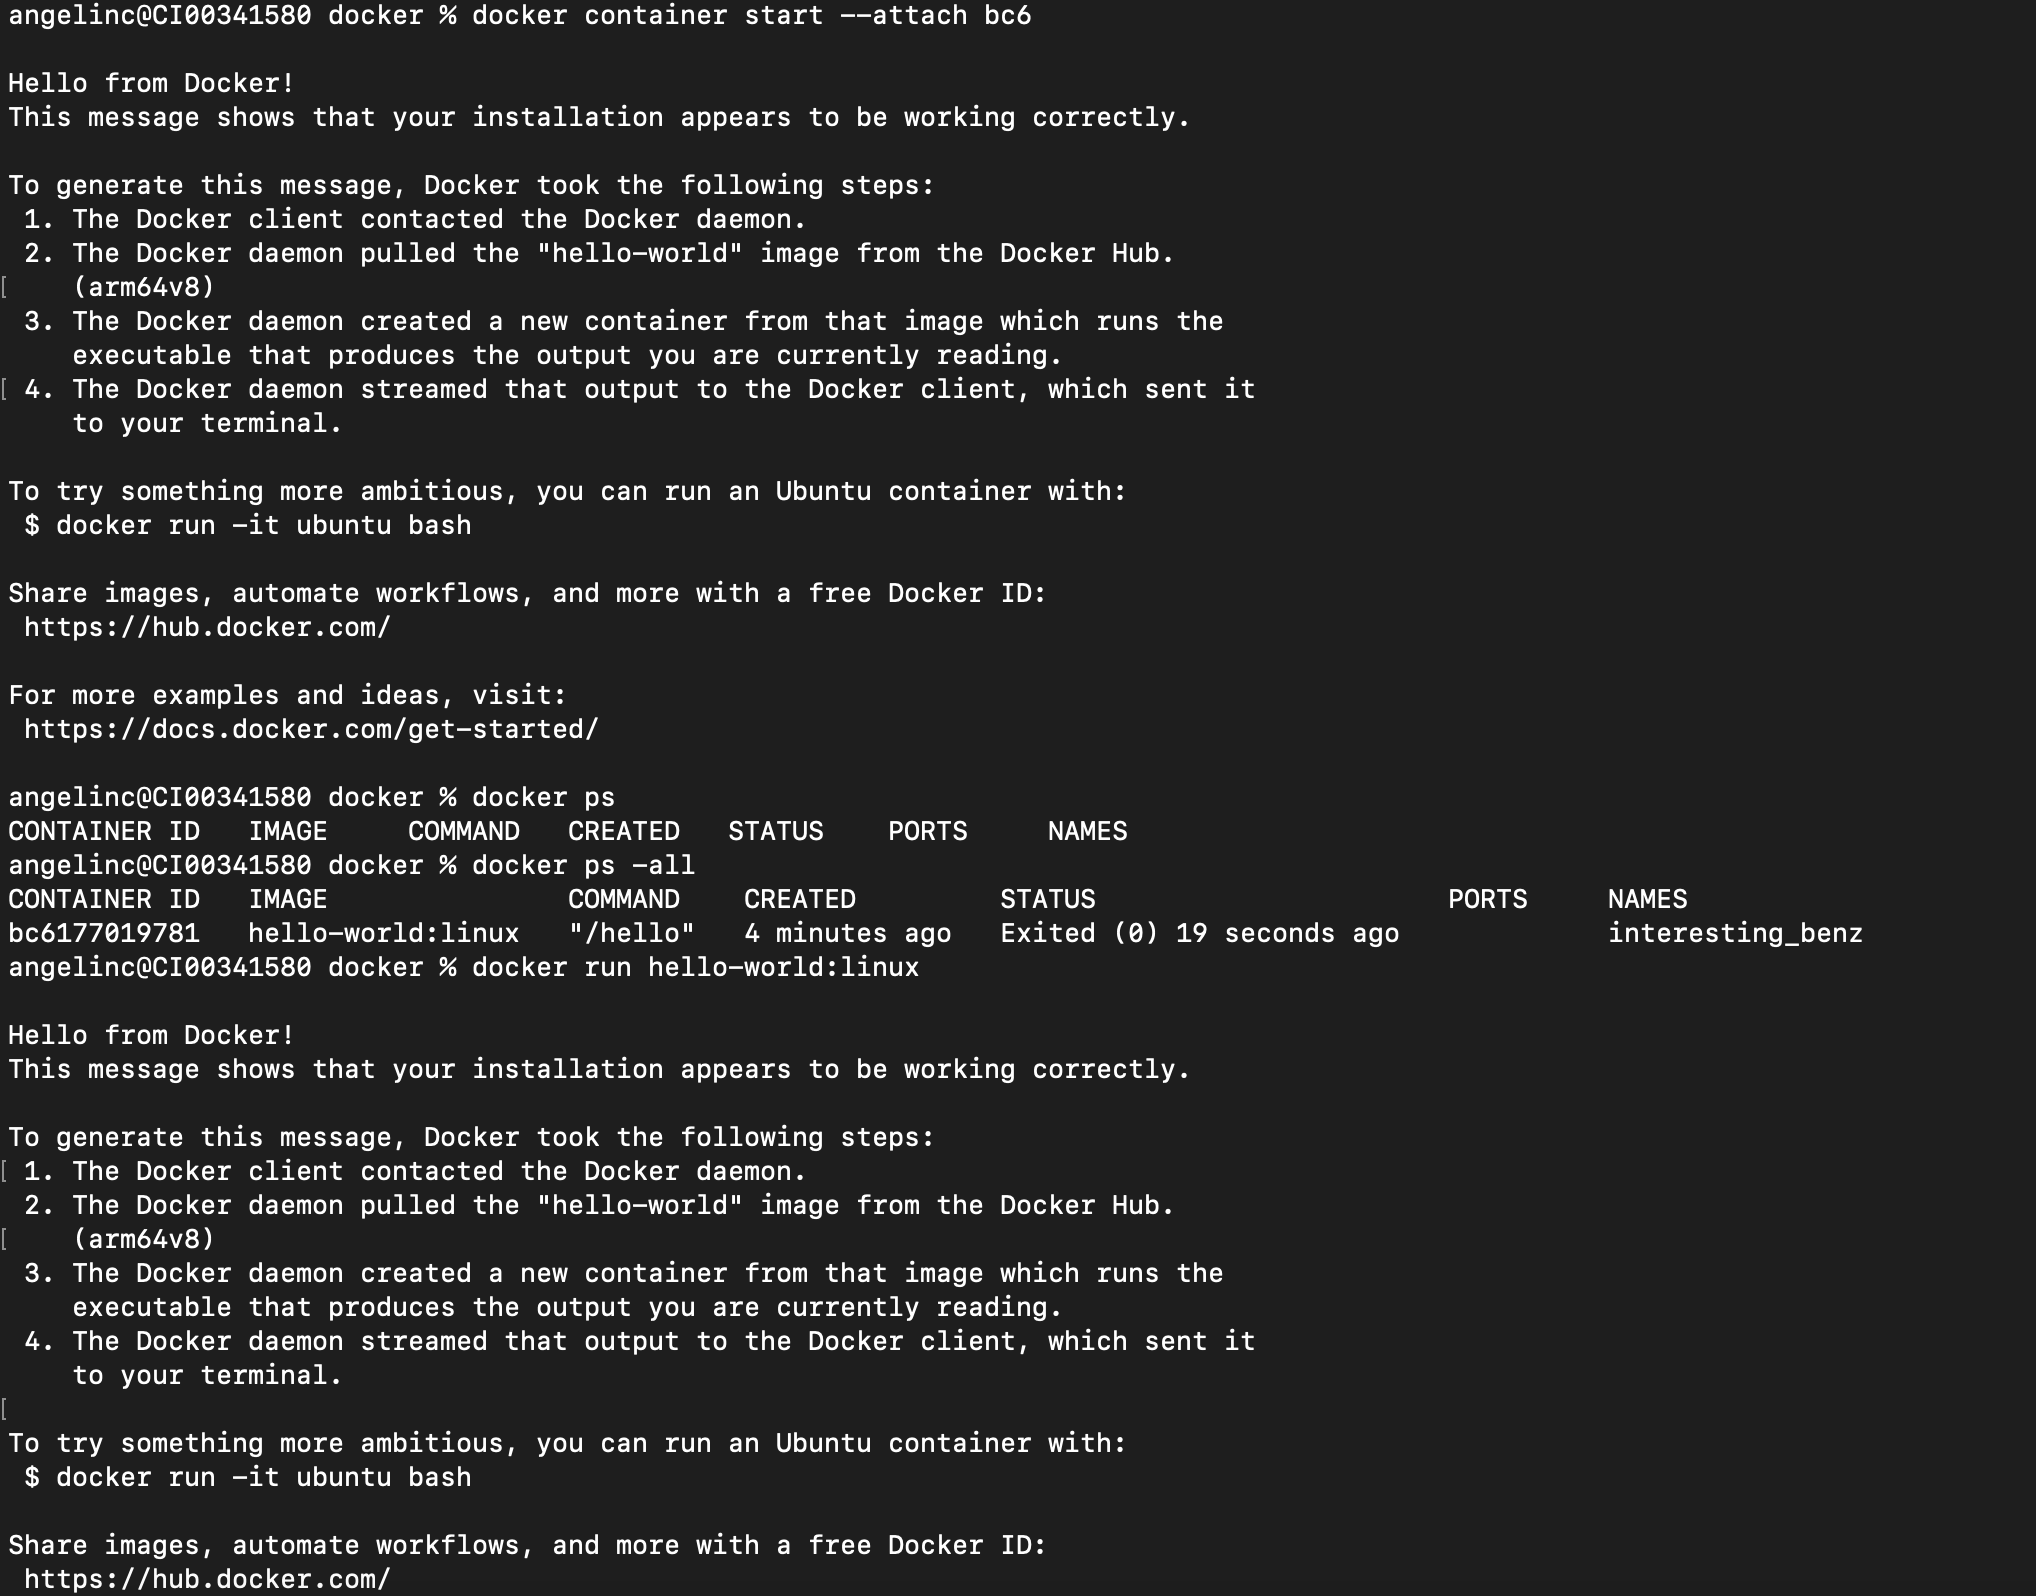 angelinc@CI00341580 docker % docker container start --attach bc6
Hello from Docker!
This message shows that your installation appears to be working correctly.
To generate this message, Docker took the following steps:
 1. The Docker client contacted the Docker daemon.
 2. The Docker daemon pulled the "hello-world" image from the Docker Hub.
[    (arm64v8)
 3. The Docker daemon created a new container from that image which runs the
    executable that produces the output you are currently reading.
[ 4. The Docker daemon streamed that output to the Docker client, which sent it
    to your terminal.
To try something more ambitious, you can run an Ubuntu container with:
 $ docker run -it ubuntu bash
Share images, automate workflows, and more with a free Docker ID:
 https://hub.docker.com/
For more examples and ideas, visit:
 https://docs.docker.com/get-started/
angelinc@CI00341580 docker % docker ps
CONTAINER ID   IMAGE     COMMAND   CREATED   STATUS    PORTS     NAMES
angelinc@CI00341580 docker % docker ps -all
CONTAINER ID   IMAGE               COMMAND    CREATED         STATUS                      PORTS     NAMES
bc6177019781   hello-world:linux   "/hello"   4 minutes ago   Exited (0) 19 seconds ago             interesting_benz
angelinc@CI00341580 docker % docker run hello-world:linux
Hello from Docker!
This message shows that your installation appears to be working correctly.
To generate this message, Docker took the following steps:
[ 1. The Docker client contacted the Docker daemon.
 2. The Docker daemon pulled the "hello-world" image from the Docker Hub.
[    (arm64v8)
 3. The Docker daemon created a new container from that image which runs the
    executable that produces the output you are currently reading.
 4. The Docker daemon streamed that output to the Docker client, which sent it
    to your terminal.
[
To try something more ambitious, you can run an Ubuntu container with:
 $ docker run -it ubuntu bash
Share images, automate workflows, and more with a free Docker ID:
 https://hub.docker.com/